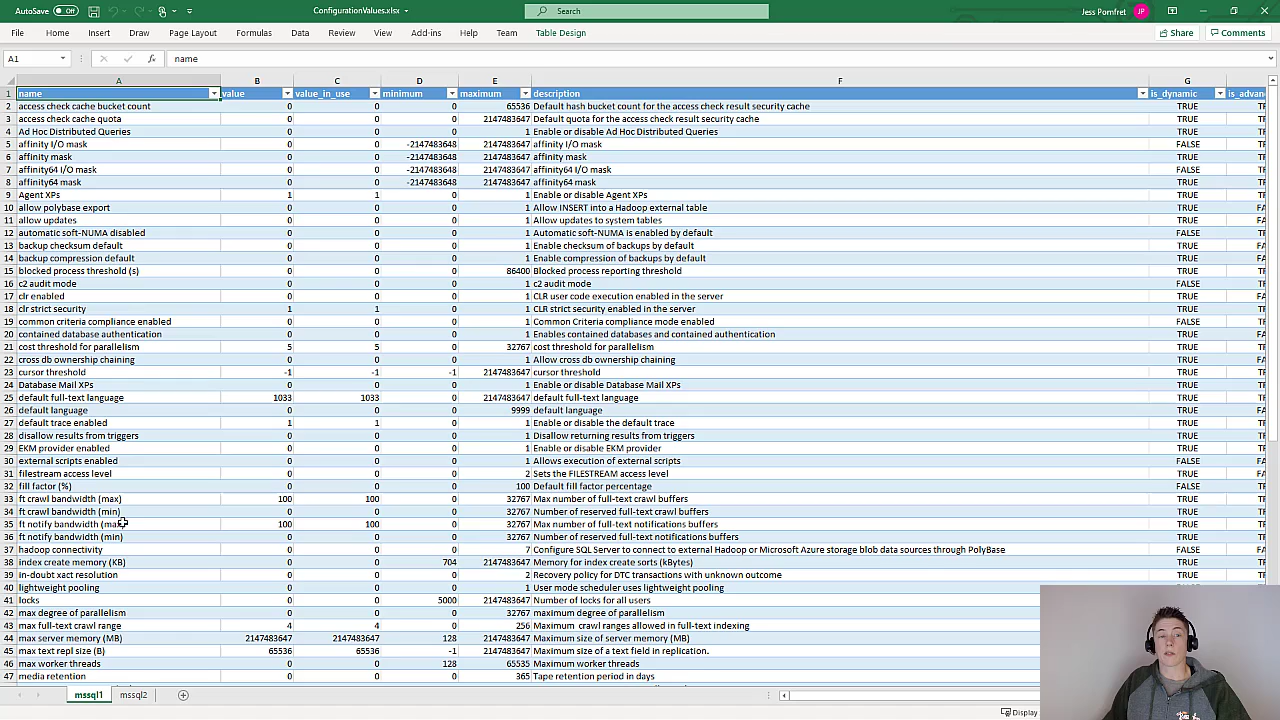 AutoSave Off ConfigurationValues.xlsx Search Jess Pomfret JP
File Home Insert Draw Page Layout Formulas Data Review View Add-ins Help Team Table Design Share Comments
A1 fx name
A B C D E F G
1 name value value_in_use minimum maximum description is_dynamic is_advan
2 access check cache bucket count 0 0 0 65536 Default hash bucket count for the access check result security cache TRUE
3 access check cache quota 0 0 0 2147483647 Default quota for the access check result security cache TRUE
4 Ad Hoc Distributed Queries 0 0 0 1 Enable or disable Ad Hoc Distributed Queries TRUE
5 affinity I/O mask 0 0 -2147483648 2147483647 affinity I/O mask FALSE
6 affinity mask 0 0 -2147483648 2147483647 affinity mask TRUE
7 affinity64 I/O mask 0 0 -2147483648 2147483647 affinity64 I/O mask FALSE
8 affinity64 mask 0 0 -2147483648 2147483647 affinity64 mask TRUE
9 Agent XPs 1 1 0 1 Enable or disable Agent XPs TRUE
10 allow polybase export 0 0 0 1 Allow INSERT into a Hadoop external table TRUE FA
11 allow updates 0 0 0 1 Allow updates to system tables TRUE FA
12 automatic soft-NUMA disabled 0 0 0 1 Automatic soft-NUMA is enabled by default FALSE
13 backup checksum default 0 0 0 1 Enable checksum of backups by default TRUE FA
14 backup compression default 0 0 0 1 Enable compression of backups by default TRUE FA
15 blocked process threshold (s) 0 0 0 86400 Blocked process reporting threshold TRUE
16 c2 audit mode 0 0 0 1 c2 audit mode FALSE
17 clr enabled 0 0 0 1 CLR user code execution enabled in the server TRUE FA
18 clr strict security 1 1 0 1 CLR strict security enabled in the server TRUE
19 common criteria compliance enabled 0 0 0 1 Common Criteria compliance mode enabled FALSE
20 contained database authentication 0 0 0 1 Enables contained databases and contained authentication TRUE FA
21 cost threshold for parallelism 5 5 0 32767 cost threshold for parallelism TRUE
22 cross db ownership chaining 0 0 0 1 Allow cross db ownership chaining TRUE FA
23 cursor threshold -1 -1 -1 2147483647 cursor threshold TRUE
24 Database Mail XPs 0 0 0 1 Enable or disable Database Mail XPs TRUE
25 default full-text language 1033 1033 0 2147483647 default full-text language TRUE
26 default language 0 0 0 9999 default language TRUE FA
27 default trace enabled 1 1 0 1 Enable or disable the default trace TRUE
28 disallow results from triggers 0 0 0 1 Disallow returning results from triggers TRUE
29 EKM provider enabled 0 0 0 1 Enable or disable EKM provider TRUE
30 external scripts enabled 0 0 0 1 Allows execution of external scripts FALSE FA
31 filestream access level 0 0 0 2 Sets the FILESTREAM access level TRUE FA
32 fill factor (%) 0 0 0 100 Default fill factor percentage FALSE
33 ft crawl bandwidth (max) 100 100 0 32767 Max number of full-text crawl buffers TRUE
34 ft crawl bandwidth (min) 0 0 0 32767 Number of reserved full-text crawl buffers TRUE
35 ft notify bandwidth (max) 100 100 0 32767 Max number of full-text notifications buffers TRUE
36 ft notify bandwidth (min) 0 0 0 32767 Number of reserved full-text notifications buffers TRUE
37 hadoop connectivity 0 0 0 7 Configure SQL Server to connect to external Hadoop or Microsoft Azure storage blob data sources through PolyBase FALSE FA
38 index create memory (KB) 0 0 704 2147483647 Memory for index create sorts (kBytes) TRUE
39 in-doubt xact resolution 0 0 0 2 Recovery policy for DTC transactions with unknown outcome TRUE
40 lightweight pooling 0 0 0 1 User mode scheduler uses lightweight pooling
41 locks 0 0 5000 2147483647 Number of locks for all users
42 max degree of parallelism 0 0 0 32767 maximum degree of parallelism
43 max full-text crawl range 4 4 0 256 Maximum crawl ranges allowed in full-text indexing
44 max server memory (MB) 2147483647 2147483647 128 2147483647 Maximum size of server memory (MB)
45 max text repl size (B) 65536 65536 -1 2147483647 Maximum size of a text field in replication.
46 max worker threads 0 0 128 65535 Maximum worker threads
47 media retention 0 0 0 365 Tape retention period in days
mssql1 mssql2
Display